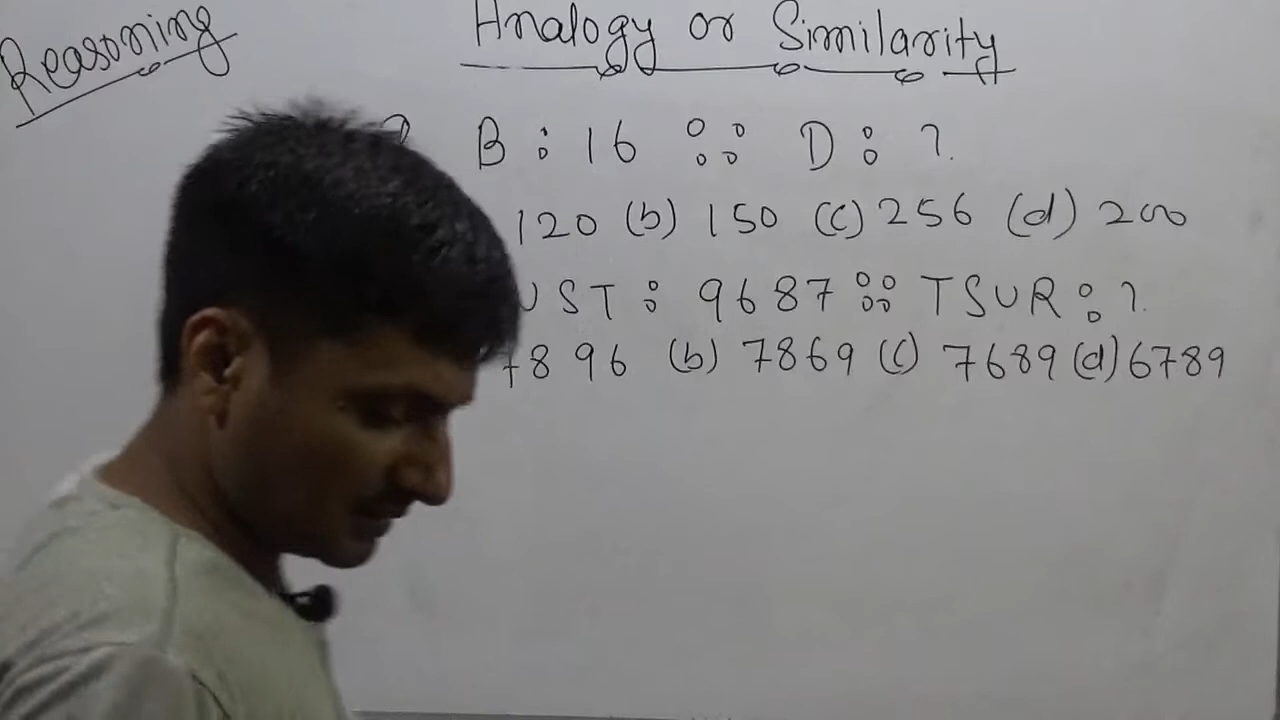 Reasoning
Analogy or Similarity
B : 16 :: D : ?
120 (b) 150 (c) 256 (d) 200
UST : 9687 :: TSUR : ?
7896 (b) 7869 (c) 7689 (d) 6789